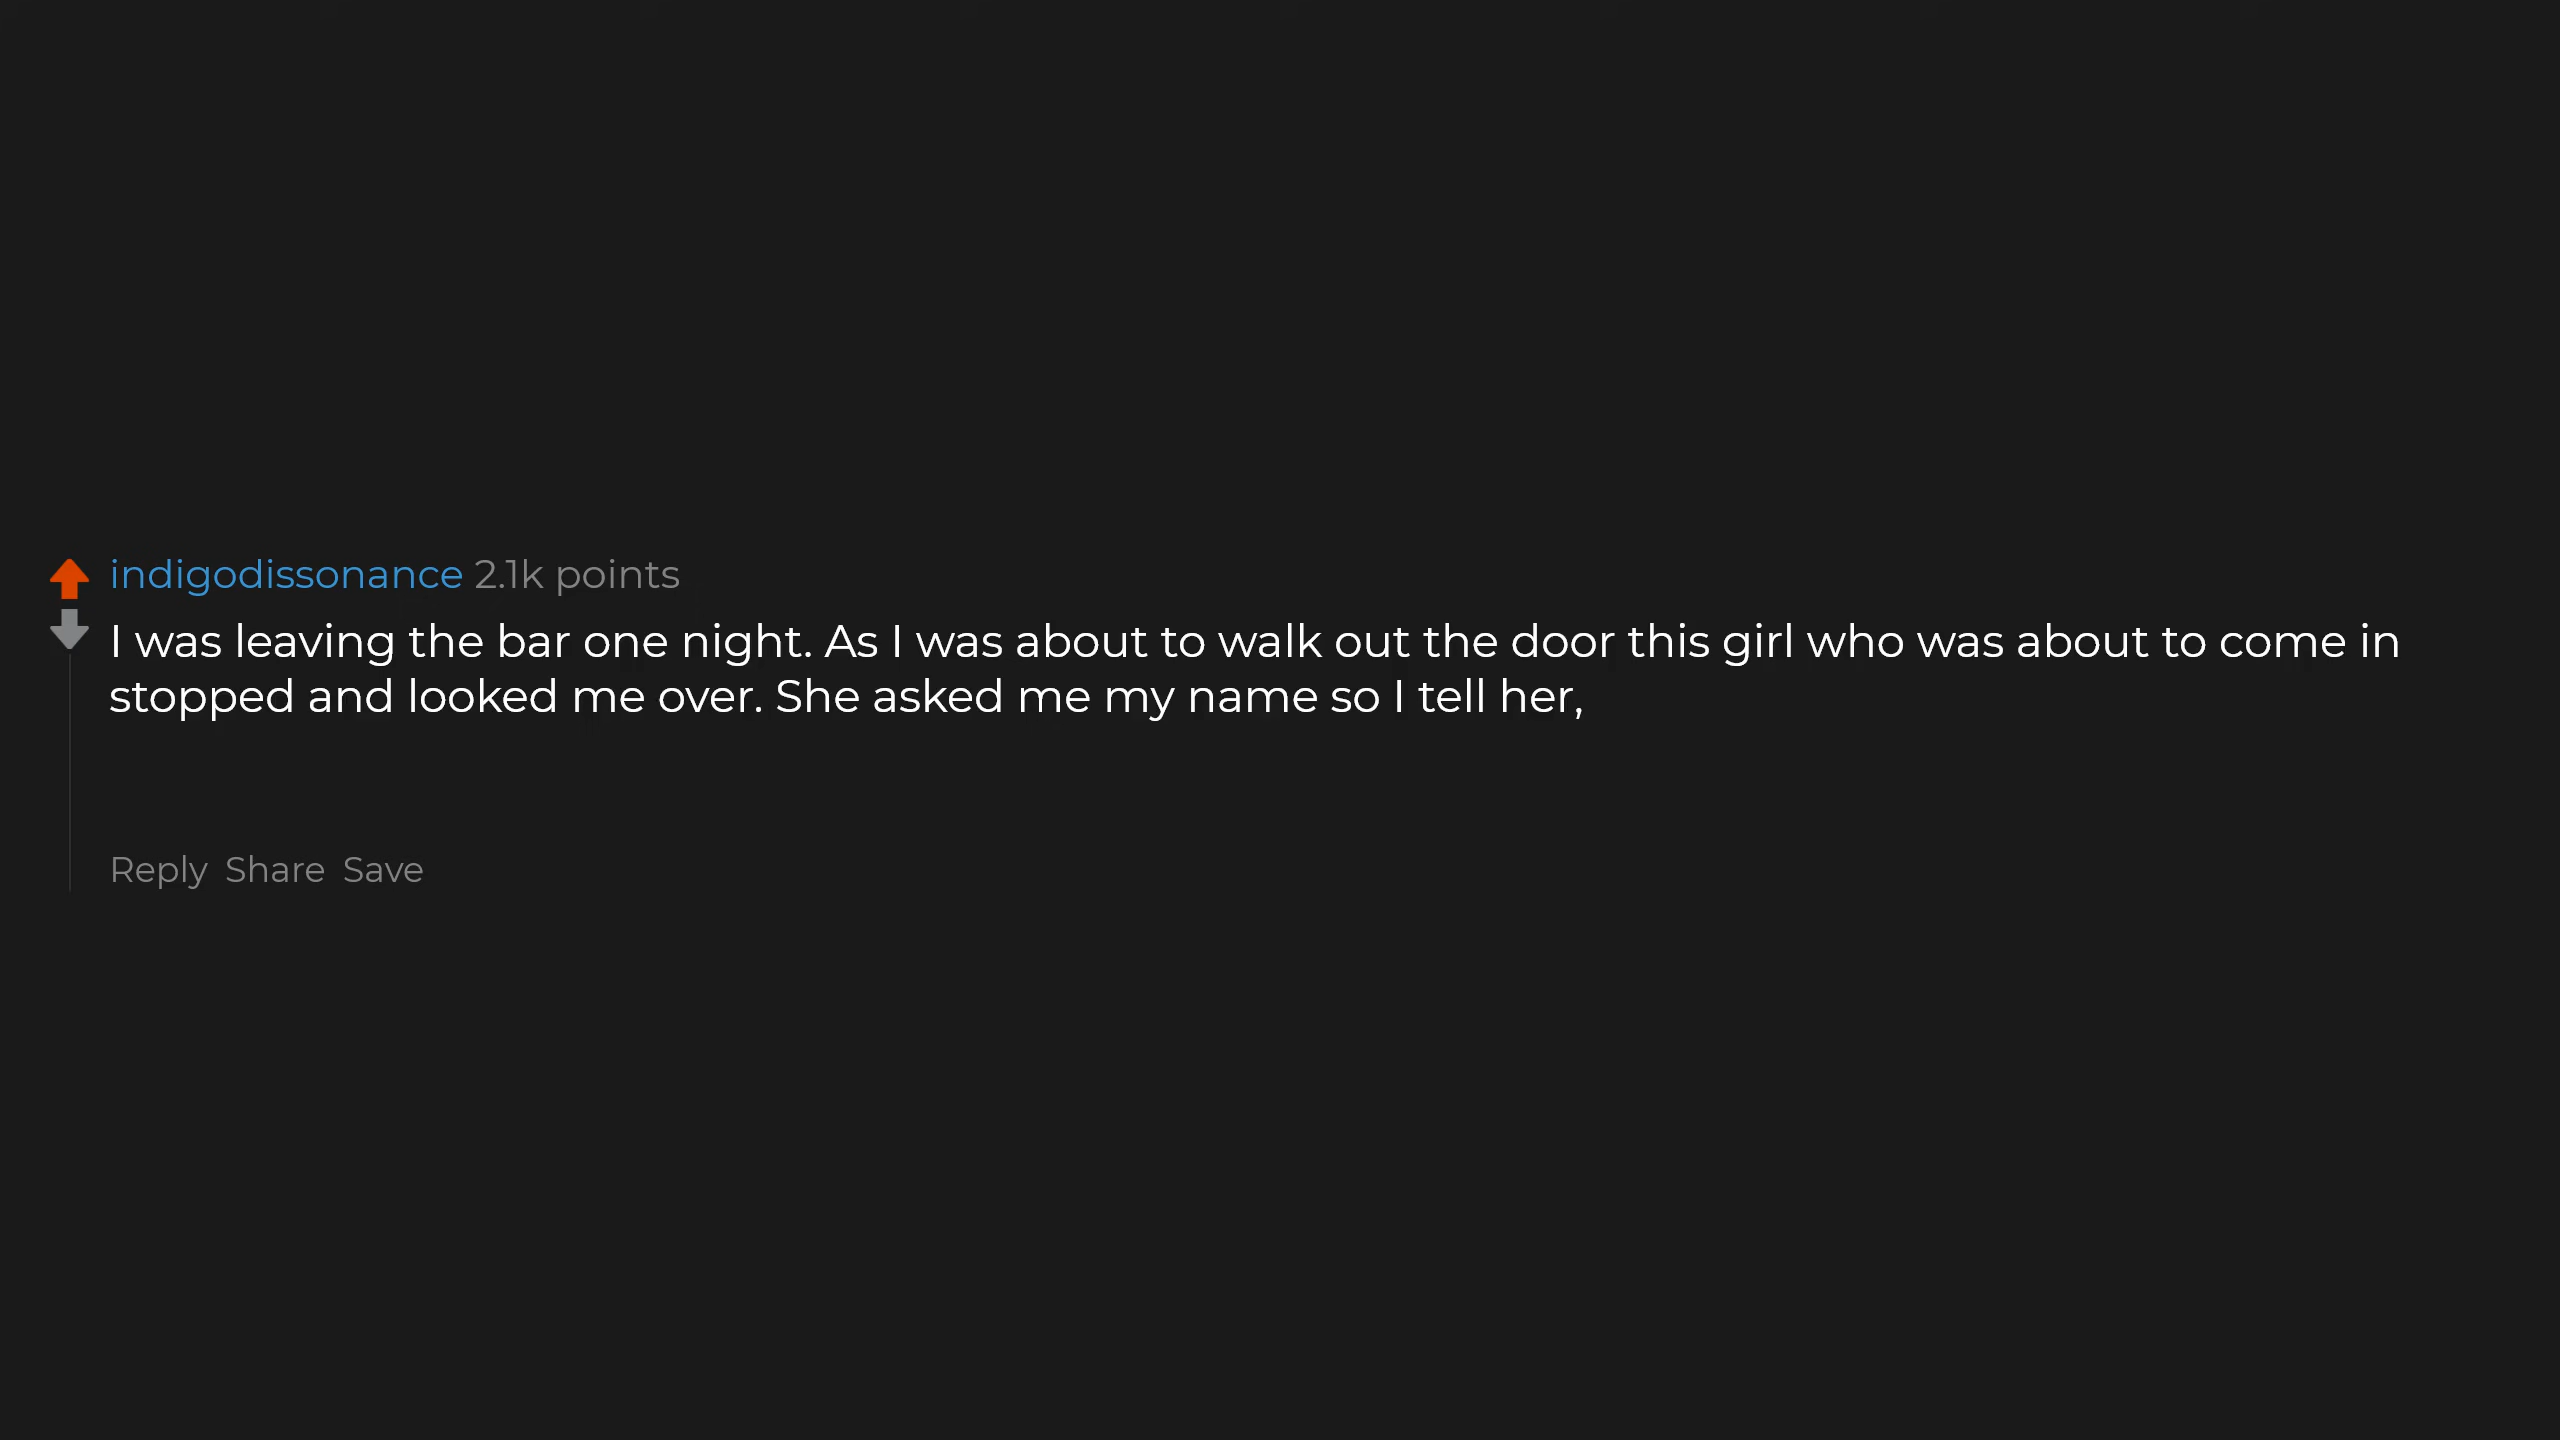 indigodissonance 2.1k points
I was leaving the bar one night. As I was about to walk out the door this girl who was about to come in
stopped and looked me over. She asked me my name so I tell her,
Reply Share Save